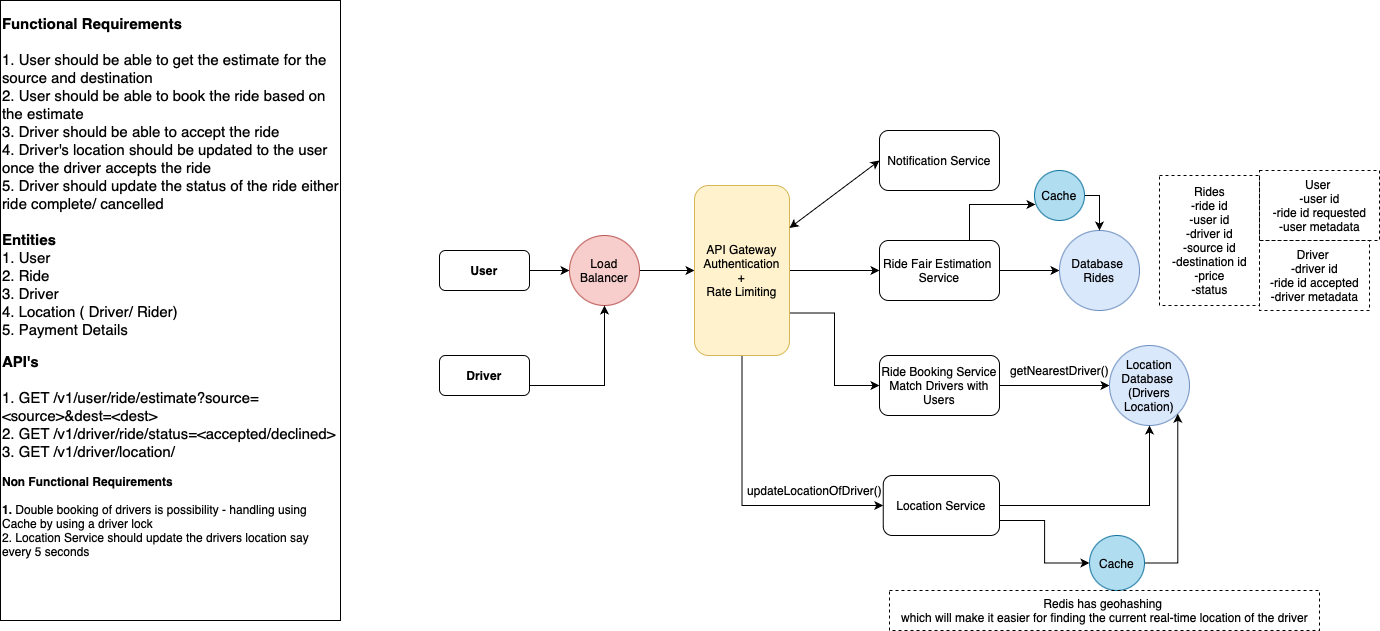 Functional Requirements
1. User should be able to get the estimate for the
source and destination
2. User should be able to book the ride based on
the estimate
3. Driver should be able to accept the ride
4. Driver's location should be updated to the user
once the driver accepts the ride
5. Driver should update the status of the ride either
ride complete/ cancelled
Entities
1. User
2. Ride
3. Driver
4. Location ( Driver/ Rider)
5. Payment Details
API's
1. GET /v1/user/ride/estimate?source=
<source>&dest=<dest>
2. GET /v1/driver/ride/status=<accepted/declined>
3. GET /v1/driver/location/
Non Functional Requirements
1. Double booking of drivers is possibility - handling using
Cache by using a driver lock
2. Location Service should update the drivers location say
every 5 seconds
User
Driver
Load
Balancer
API Gateway
Authentication
+
Rate Limiting
Notification Service
Ride Fair Estimation
Service
Cache
Database
Rides
Rides
-ride id
-user id
-driver id
-source id
-destination id
-price
-status
User
-user id
-ride id requested
-user metadata
Driver
-driver id
-ride id accepted
-driver metadata
Ride Booking Service
Match Drivers with
Users
getNearestDriver()
Location
Database
(Drivers
Location)
updateLocationOfDriver()
Location Service
Cache
Redis has geohashing
which will make it easier for finding the current real-time location of the driver